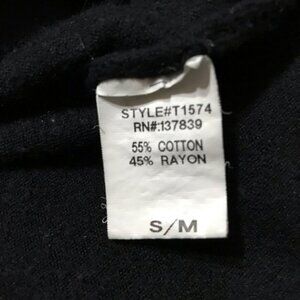 STYLE#T1574
RN#:137839
55% COTTON
45% RAYON
S/M